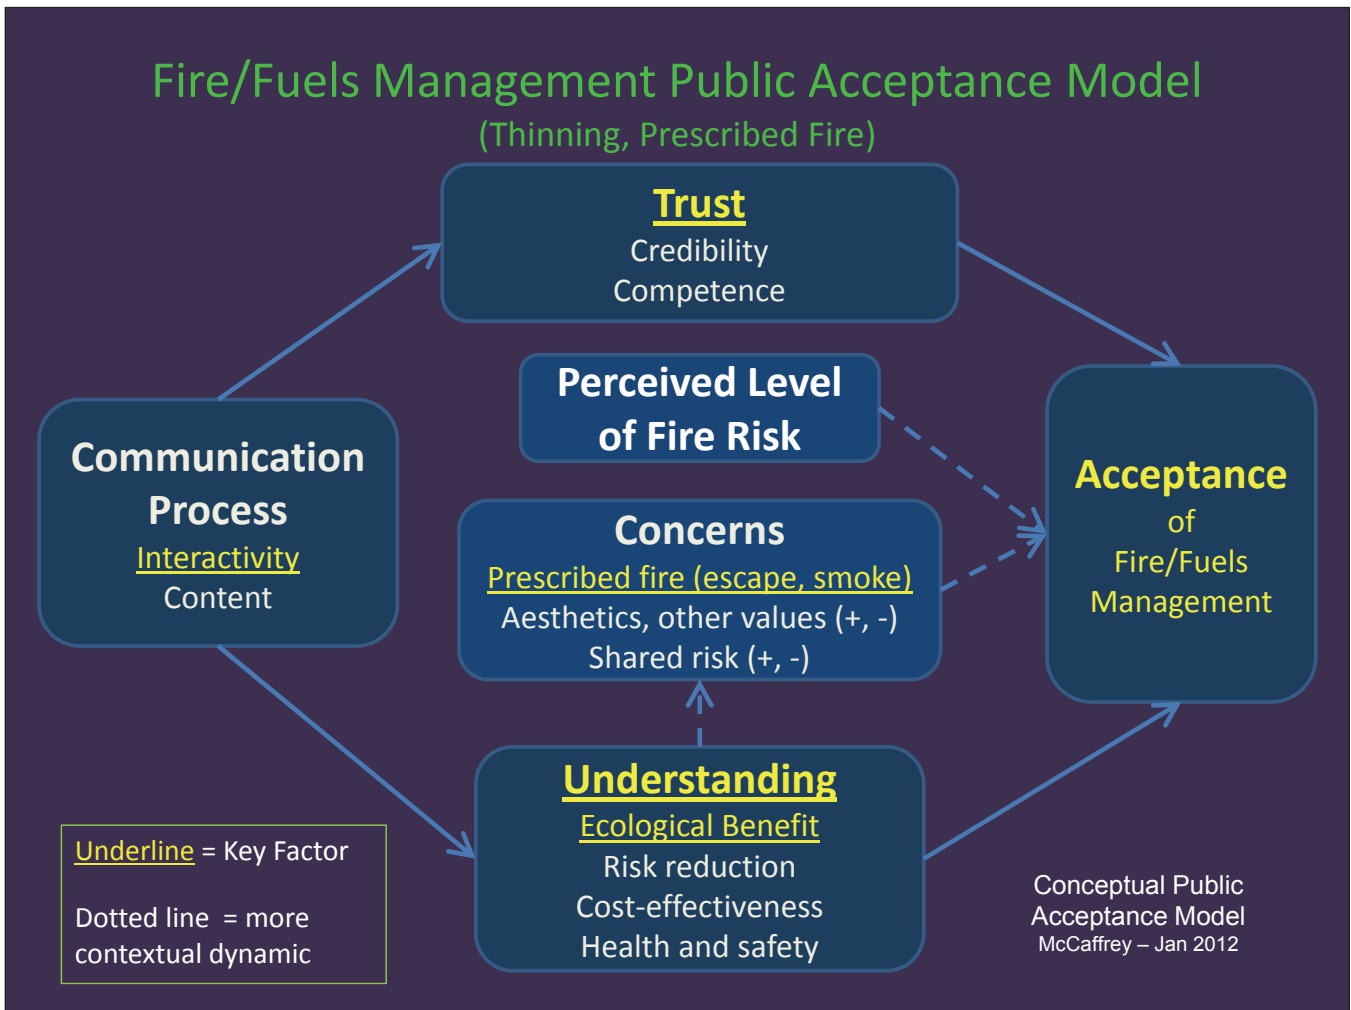 Fire/Fuels Management Public Acceptance Model
(Thinning, Prescribed Fire)
Trust
Credibility
Competence
Perceived Level
of Fire Risk
Communication
Process
Interactivity
Content
Concerns
Prescribed fire (escape, smoke)
Aesthetics, other values (+, -)
Shared risk (+, -)
Acceptance
of
Fire/Fuels
Management
Understanding
Ecological Benefit
Risk reduction
Cost-effectiveness
Health and safety
Underline = Key Factor
Dotted line = more
contextual dynamic
Conceptual Public
Acceptance Model
McCaffrey – Jan 2012